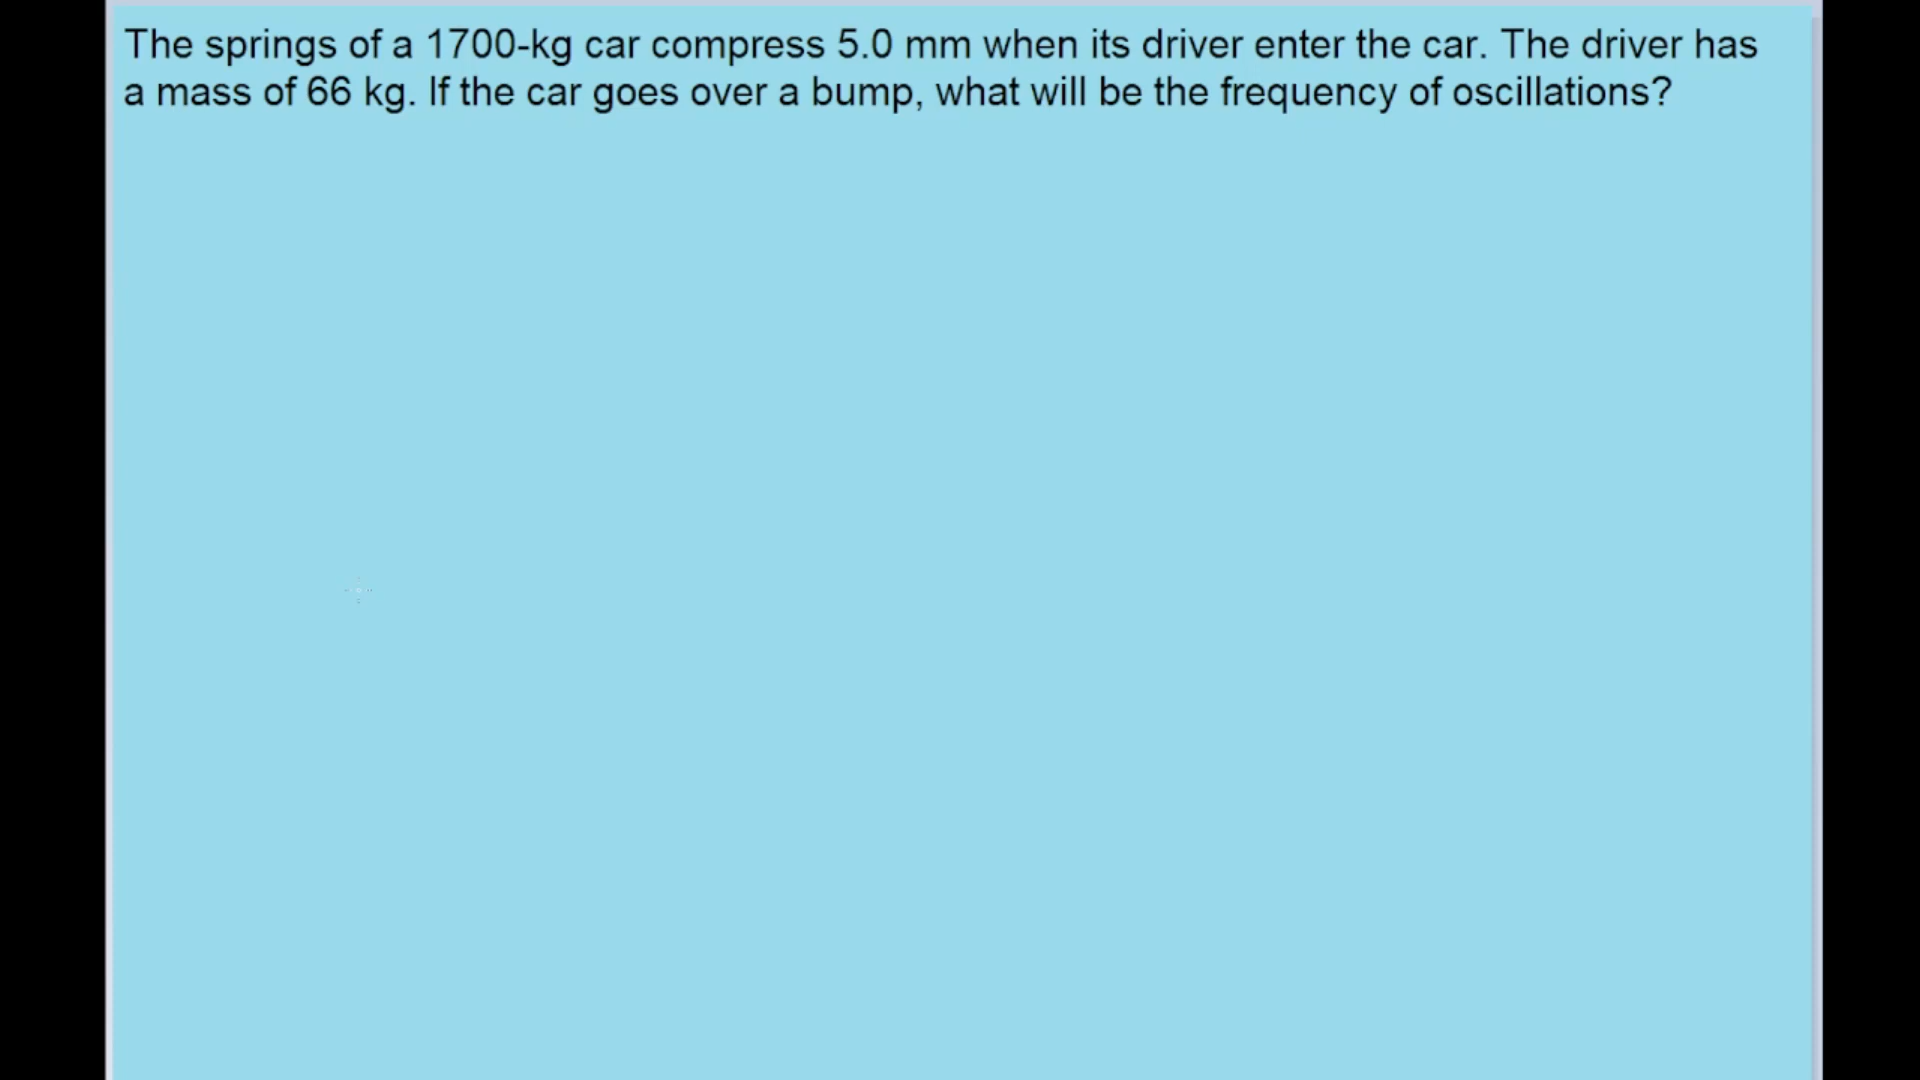 The springs of a 1700-kg car compress 5.0 mm when its driver enter the car. The driver has
a mass of 66 kg. If the car goes over a bump, what will be the frequency of oscillations?